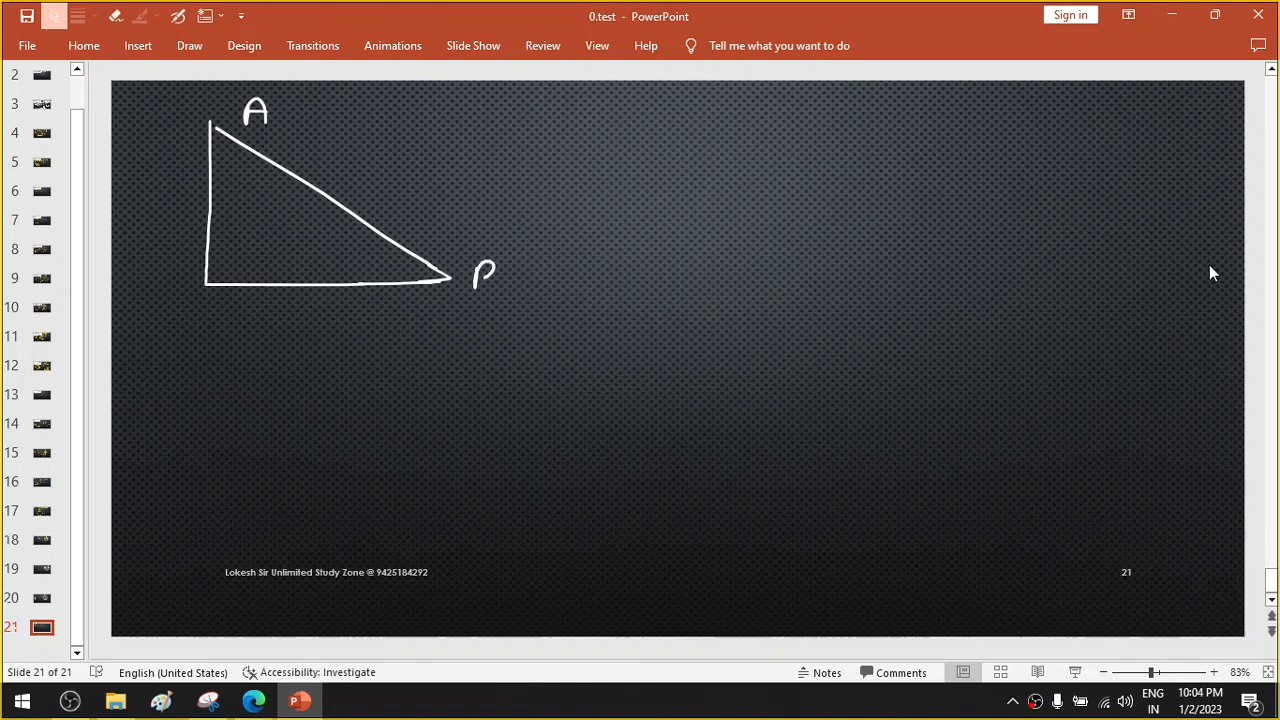 0.test - PowerPoint
Sign in
File Home Insert Draw Design Transitions Animations Slide Show Review View Help Tell me what you want to do
2
3
4
5
6
7
8
9
10
11
12
13
14
15
16
17
18
19
20
21
A
P
Lokesh Sir Unlimited Study Zone @ 9425184292
21
Slide 21 of 21 English (United States) Accessibility: Investigate Notes Comments 83%
ENG 10:04 PM
IN 1/2/2023 2